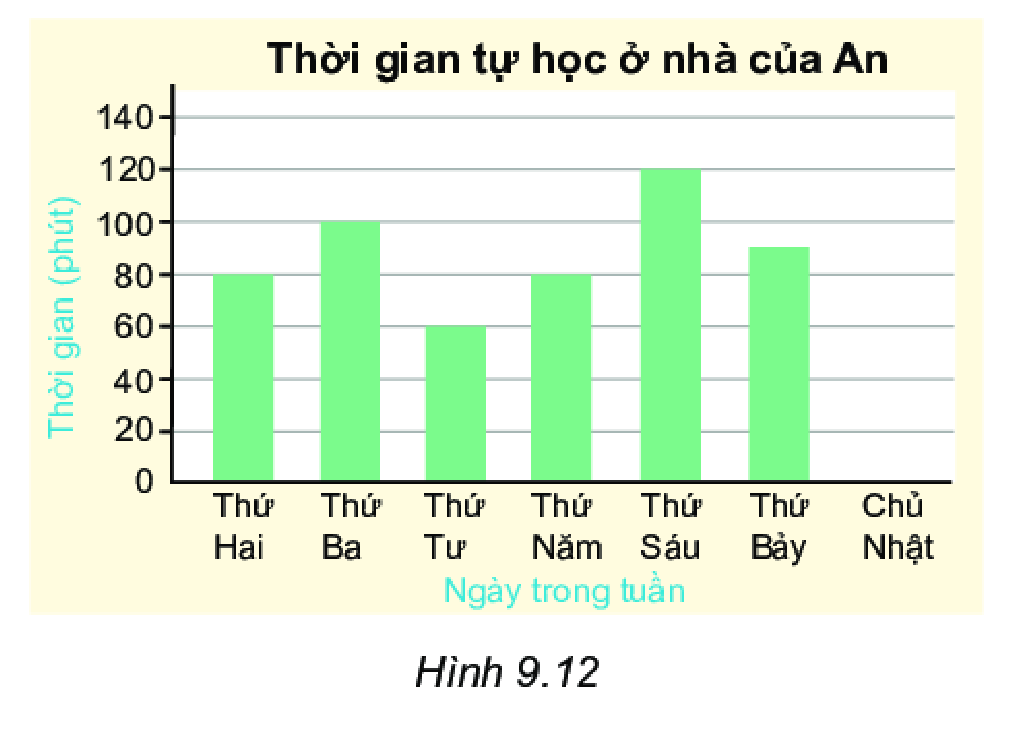 Thời gian tự học ở nhà của An
Thời gian (phút)
140
120
100
80
60
40
20
0
Thứ Hai
Thứ Ba
Thứ Tư
Thứ Năm
Thứ Sáu
Thứ Bảy
Chủ Nhật
Ngày trong tuần
Hình 9.12